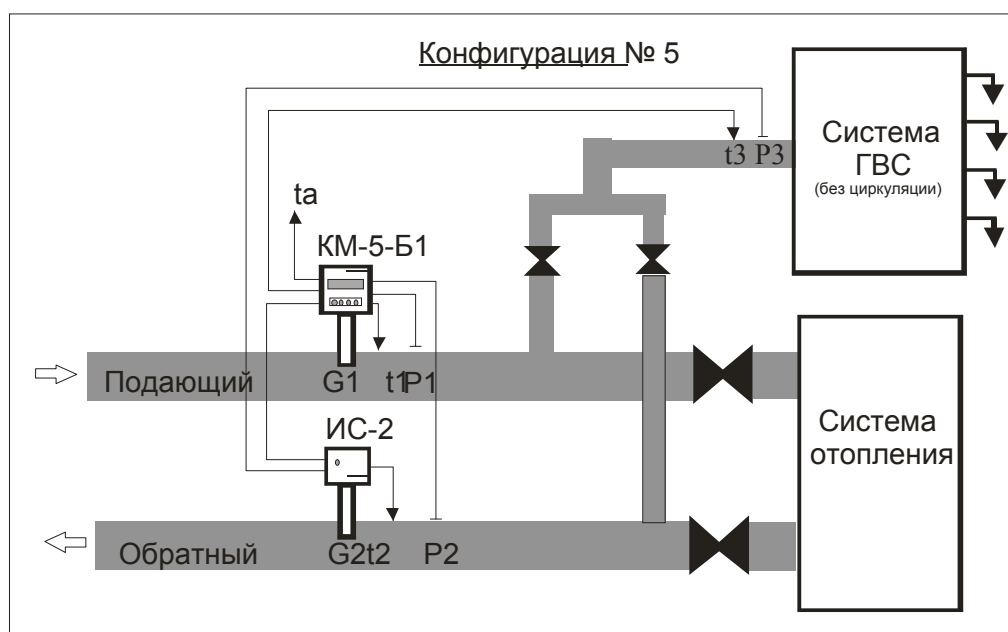 Конфигурация № 5
Система
ГВС
(без циркуляции)
t3 P3
ta
КМ-5-Б1
Подающий
G1
t1P1
ИС-2
Система
отопления
Обратный
G2t2
P2